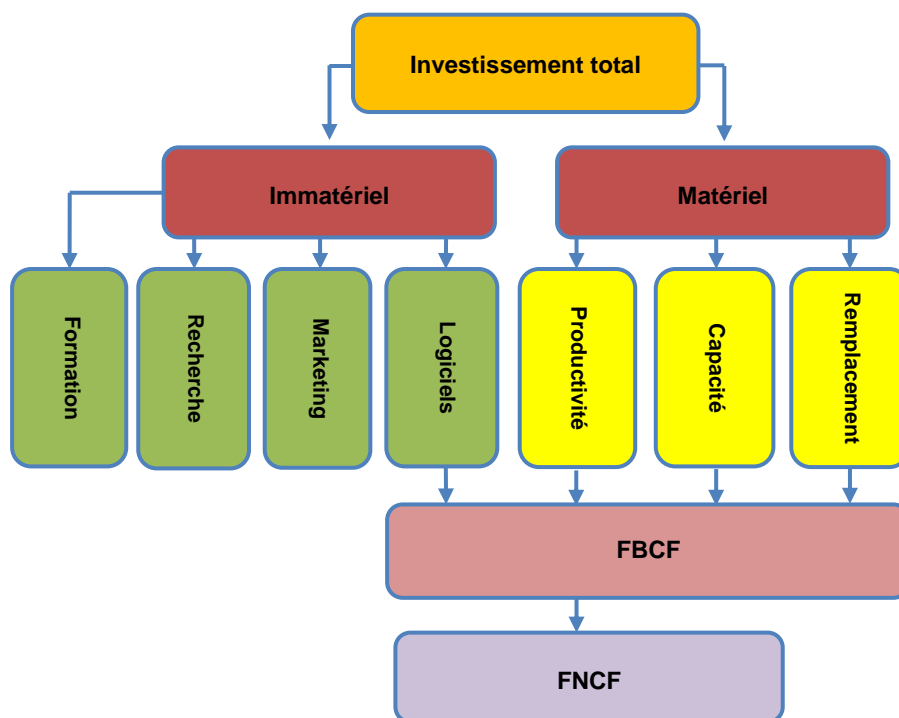 Investissement total
Immatériel
Matériel
Formation
Recherche
Marketing
Logiciels
Productivité
Capacité
Remplacement
FBCF
FNCF